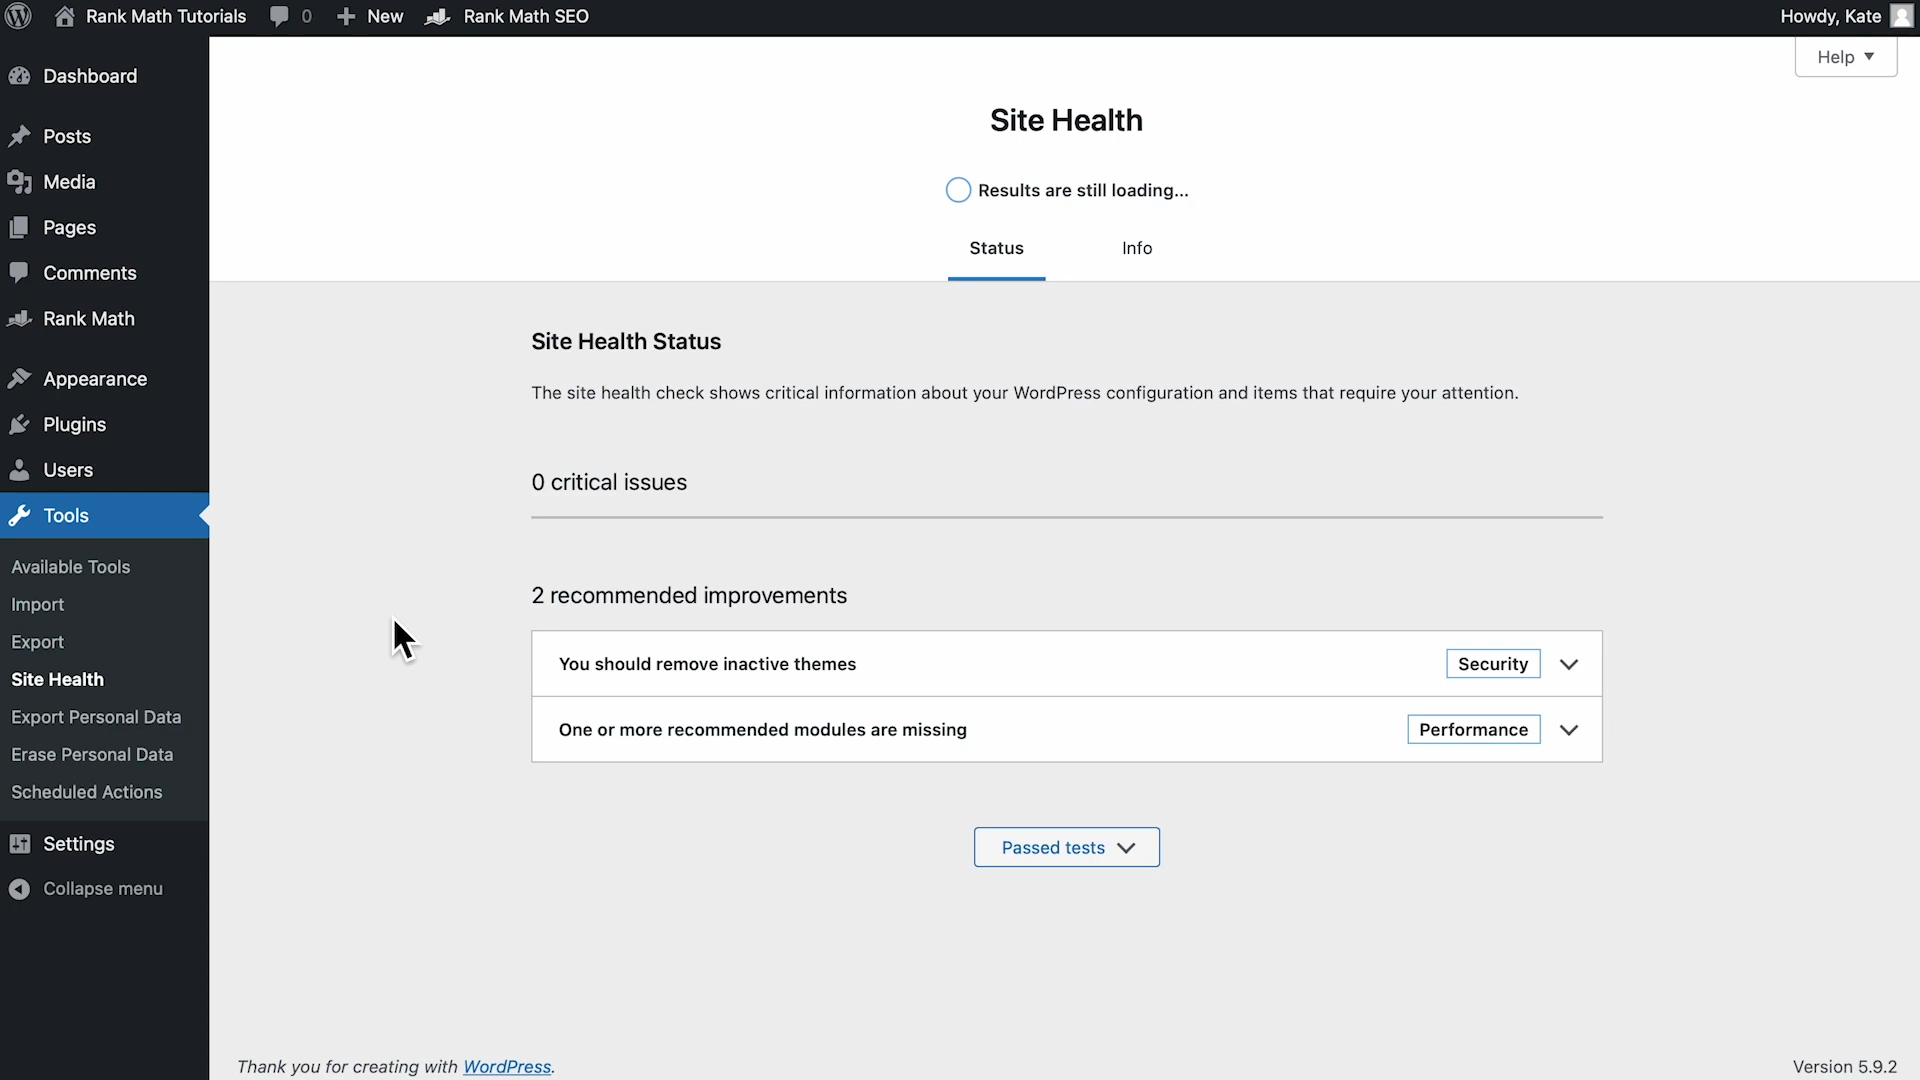 Rank Math Tutorials 0 New Rank Math SEO Howdy, Kate
Help
Dashboard
Posts
Media
Pages
Comments
Rank Math
Appearance
Plugins
Users
Tools
Available Tools
Import
Export
Site Health
Export Personal Data
Erase Personal Data
Scheduled Actions
Settings
Collapse menu
Site Health
Results are still loading...
Status Info
Site Health Status
The site health check shows critical information about your WordPress configuration and items that require your attention.
0 critical issues
2 recommended improvements
You should remove inactive themes Security
One or more recommended modules are missing Performance
Passed tests
Thank you for creating with WordPress. Version 5.9.2